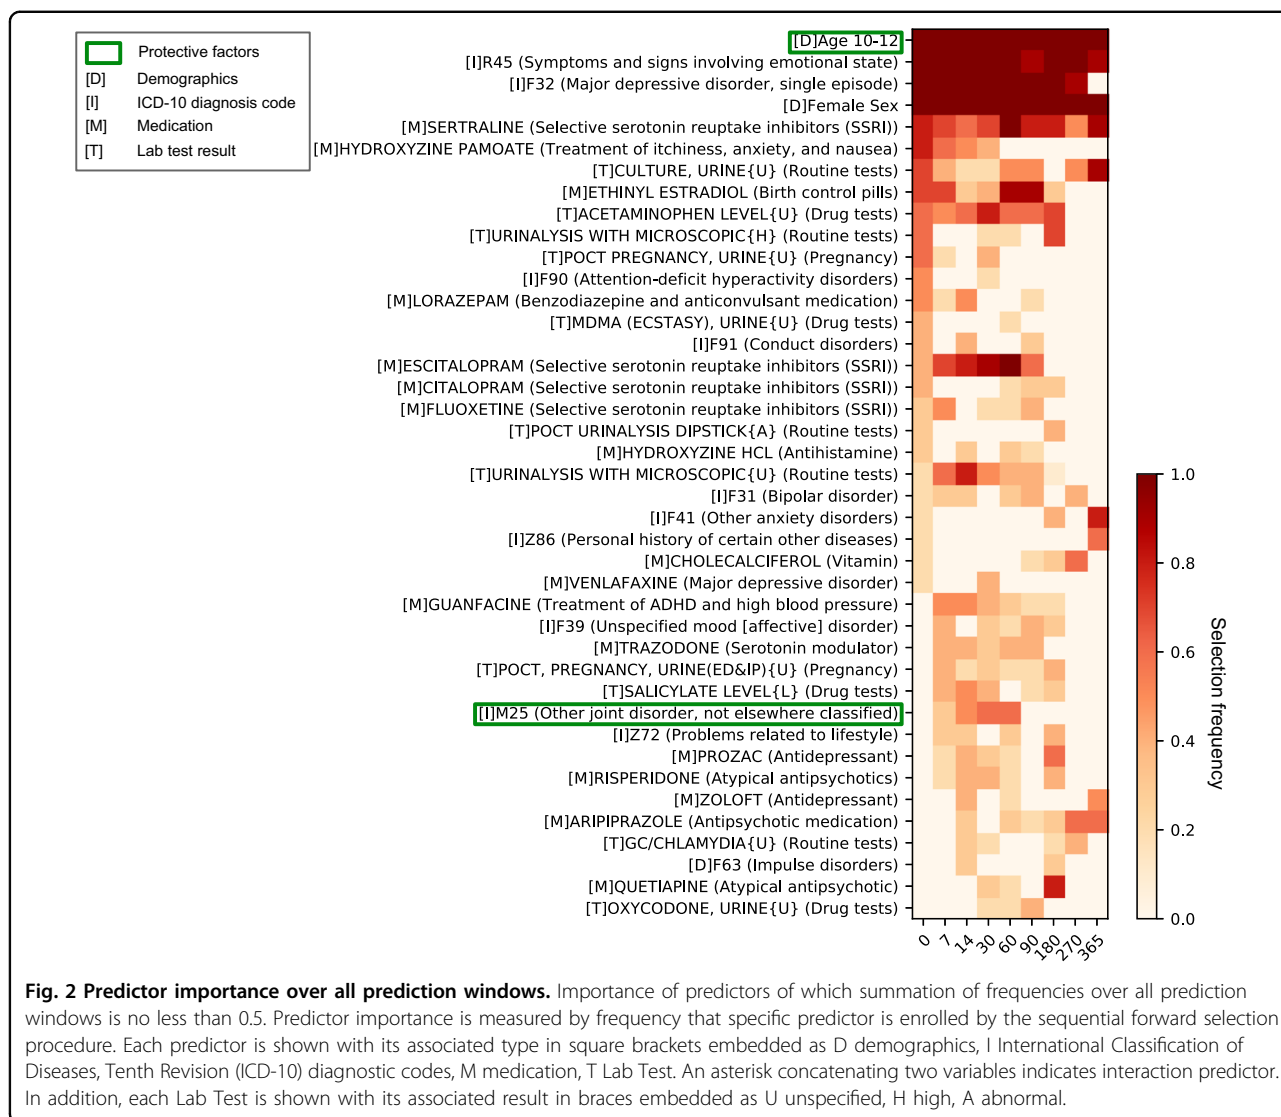 Protective factors
[D] Demographics
[I] ICD-10 diagnosis code
[M] Medication
[T] Lab test result
[D]Age 10-12
[I]R45 (Symptoms and signs involving emotional state)
[I]F32 (Major depressive disorder, single episode)
[D]Female Sex
[M]SERTRALINE (Selective serotonin reuptake inhibitors (SSRI))
[M]HYDROXYZINE PAMOATE (Treatment of itchiness, anxiety, and nausea)
[T]CULTURE, URINE{U} (Routine tests)
[M]ETHINYL ESTRADIOL (Birth control pills)
[T]ACETAMINOPHEN LEVEL{U} (Drug tests)
[T]URINALYSIS WITH MICROSCOPIC{H} (Routine tests)
[T]POCT PREGNANCY, URINE{U} (Pregnancy)
[I]F90 (Attention-deficit hyperactivity disorders)
[M]LORAZEPAM (Benzodiazepine and anticonvulsant medication)
[T]MDMA (ECSTASY), URINE{U} (Drug tests)
[I]F91 (Conduct disorders)
[M]ESCITALOPRAM (Selective serotonin reuptake inhibitors (SSRI))
[M]CITALOPRAM (Selective serotonin reuptake inhibitors (SSRI))
[M]FLUOXETINE (Selective serotonin reuptake inhibitors (SSRI))
[T]POCT URINALYSIS DIPSTICK{A} (Routine tests)
[M]HYDROXYZINE HCL (Antihistamine)
[T]URINALYSIS WITH MICROSCOPIC{U} (Routine tests)
[I]F31 (Bipolar disorder)
[I]F41 (Other anxiety disorders)
[I]Z86 (Personal history of certain other diseases)
[M]CHOLECALCIFEROL (Vitamin)
[M]VENLAFAXINE (Major depressive disorder)
[M]GUANFACINE (Treatment of ADHD and high blood pressure)
[I]F39 (Unspecified mood [affective] disorder)
[M]TRAZODONE (Serotonin modulator)
[T]POCT, PREGNANCY, URINE(ED&IP){U} (Pregnancy)
[T]SALICYLATE LEVEL{L} (Drug tests)
[I]M25 (Other joint disorder, not elsewhere classified)
[I]Z72 (Problems related to lifestyle)
[M]PROZAC (Antidepressant)
[M]RISPERIDONE (Atypical antipsychotics)
[M]ZOLOFT (Antidepressant)
[M]ARIPIPRAZOLE (Antipsychotic medication)
[T]GC/CHLAMYDIA{U} (Routine tests)
[D]F63 (Impulse disorders)
[M]QUETIAPINE (Atypical antipsychotic)
[T]OXYCODONE, URINE{U} (Drug tests)
0 7 14 30 60 90 180 270 365
1.0
0.8
0.6
0.4
0.2
0.0
Selection frequency
Fig. 2 Predictor importance over all prediction windows. Importance of predictors of which summation of frequencies over all prediction
windows is no less than 0.5. Predictor importance is measured by frequency that specific predictor is enrolled by the sequential forward selection
procedure. Each predictor is shown with its associated type in square brackets embedded as D demographics, I International Classification of
Diseases, Tenth Revision (ICD-10) diagnostic codes, M medication, T Lab Test. An asterisk concatenating two variables indicates interaction predictor.
In addition, each Lab Test is shown with its associated result in braces embedded as U unspecified, H high, A abnormal.